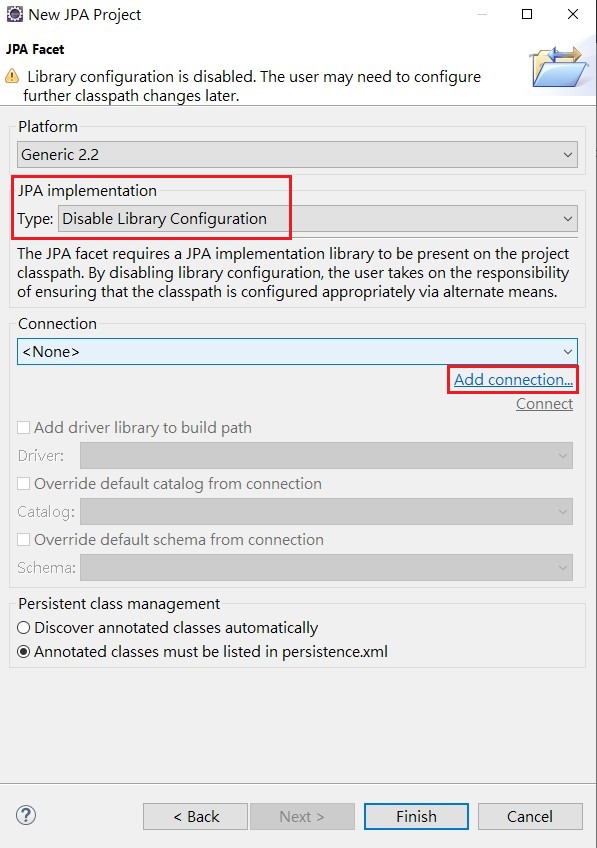 New JPA Project
JPA Facet
Library configuration is disabled. The user may need to configure
further classpath changes later.
Platform
Generic 2.2
JPA implementation
Type: Disable Library Configuration
The JPA facet requires a JPA implementation library to be present on the project
classpath. By disabling library configuration, the user takes on the responsibility
of ensuring that the classpath is configured appropriately via alternate means.
Connection
<None>
Add connection...
Connect
Add driver library to build path
Driver:
Override default catalog from connection
Catalog:
Override default schema from connection
Schema:
Persistent class management
Discover annotated classes automatically
Annotated classes must be listed in persistence.xml
? < Back Next > Finish Cancel